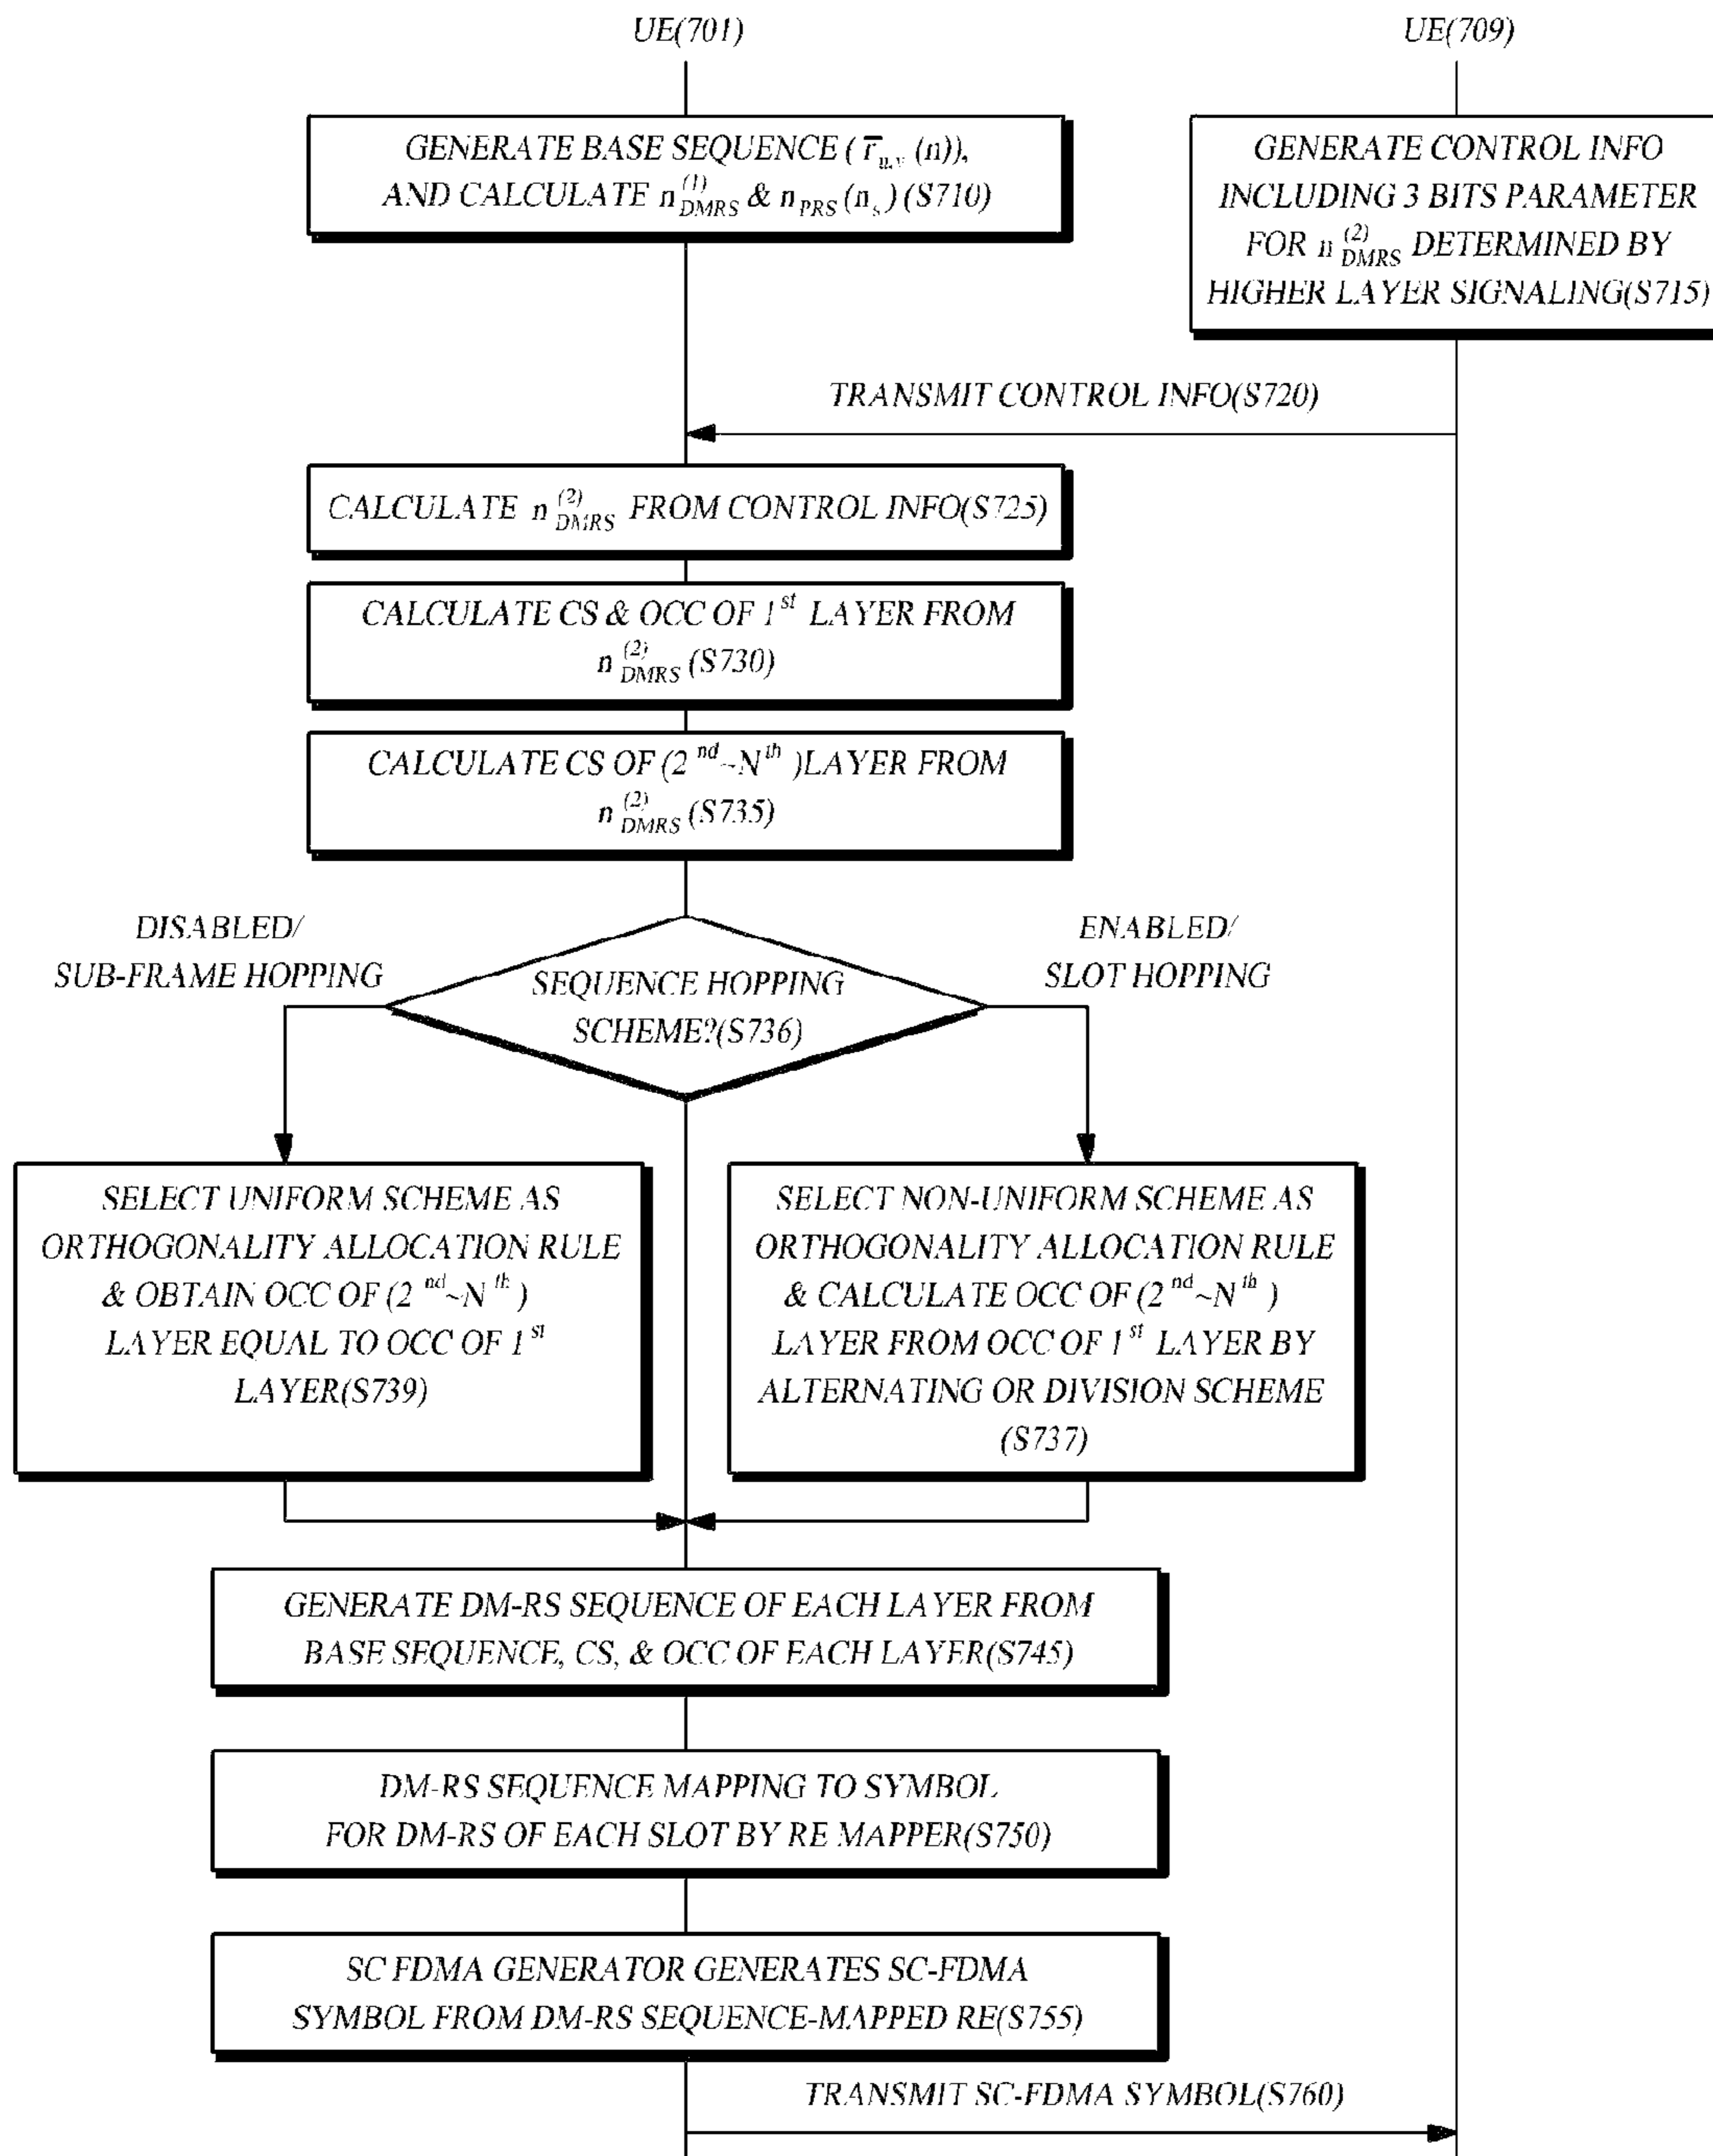 UE(701)
UE(709)
GENERATE BASE SEQUENCE ( r̄u,v (n)),
AND CALCULATE n(1)DMRS & nPRS (ns) (S710)
GENERATE CONTROL INFO
INCLUDING 3 BITS PARAMETER
FOR n(2)DMRS DETERMINED BY
HIGHER LAYER SIGNALING(S715)
TRANSMIT CONTROL INFO(S720)
CALCULATE n(2)DMRS FROM CONTROL INFO(S725)
CALCULATE CS & OCC OF 1st LAYER FROM
n(2)DMRS (S730)
CALCULATE CS OF (2nd~Nth )LAYER FROM
n(2)DMRS (S735)
DISABLED/
SUB-FRAME HOPPING
ENABLED/
SLOT HOPPING
SEQUENCE HOPPING
SCHEME?(S736)
SELECT UNIFORM SCHEME AS
ORTHOGONALITY ALLOCATION RULE
& OBTAIN OCC OF (2nd~Nth )
LAYER EQUAL TO OCC OF 1st
LAYER(S739)
SELECT NON-UNIFORM SCHEME AS
ORTHOGONALITY ALLOCATION RULE
& CALCULATE OCC OF (2nd~Nth )
LAYER FROM OCC OF 1st LAYER BY
ALTERNATING OR DIVISION SCHEME
(S737)
GENERATE DM-RS SEQUENCE OF EACH LAYER FROM
BASE SEQUENCE, CS, & OCC OF EACH LAYER(S745)
DM-RS SEQUENCE MAPPING TO SYMBOL
FOR DM-RS OF EACH SLOT BY RE MAPPER(S750)
SC FDMA GENERATOR GENERATES SC-FDMA
SYMBOL FROM DM-RS SEQUENCE-MAPPED RE(S755)
TRANSMIT SC-FDMA SYMBOL(S760)